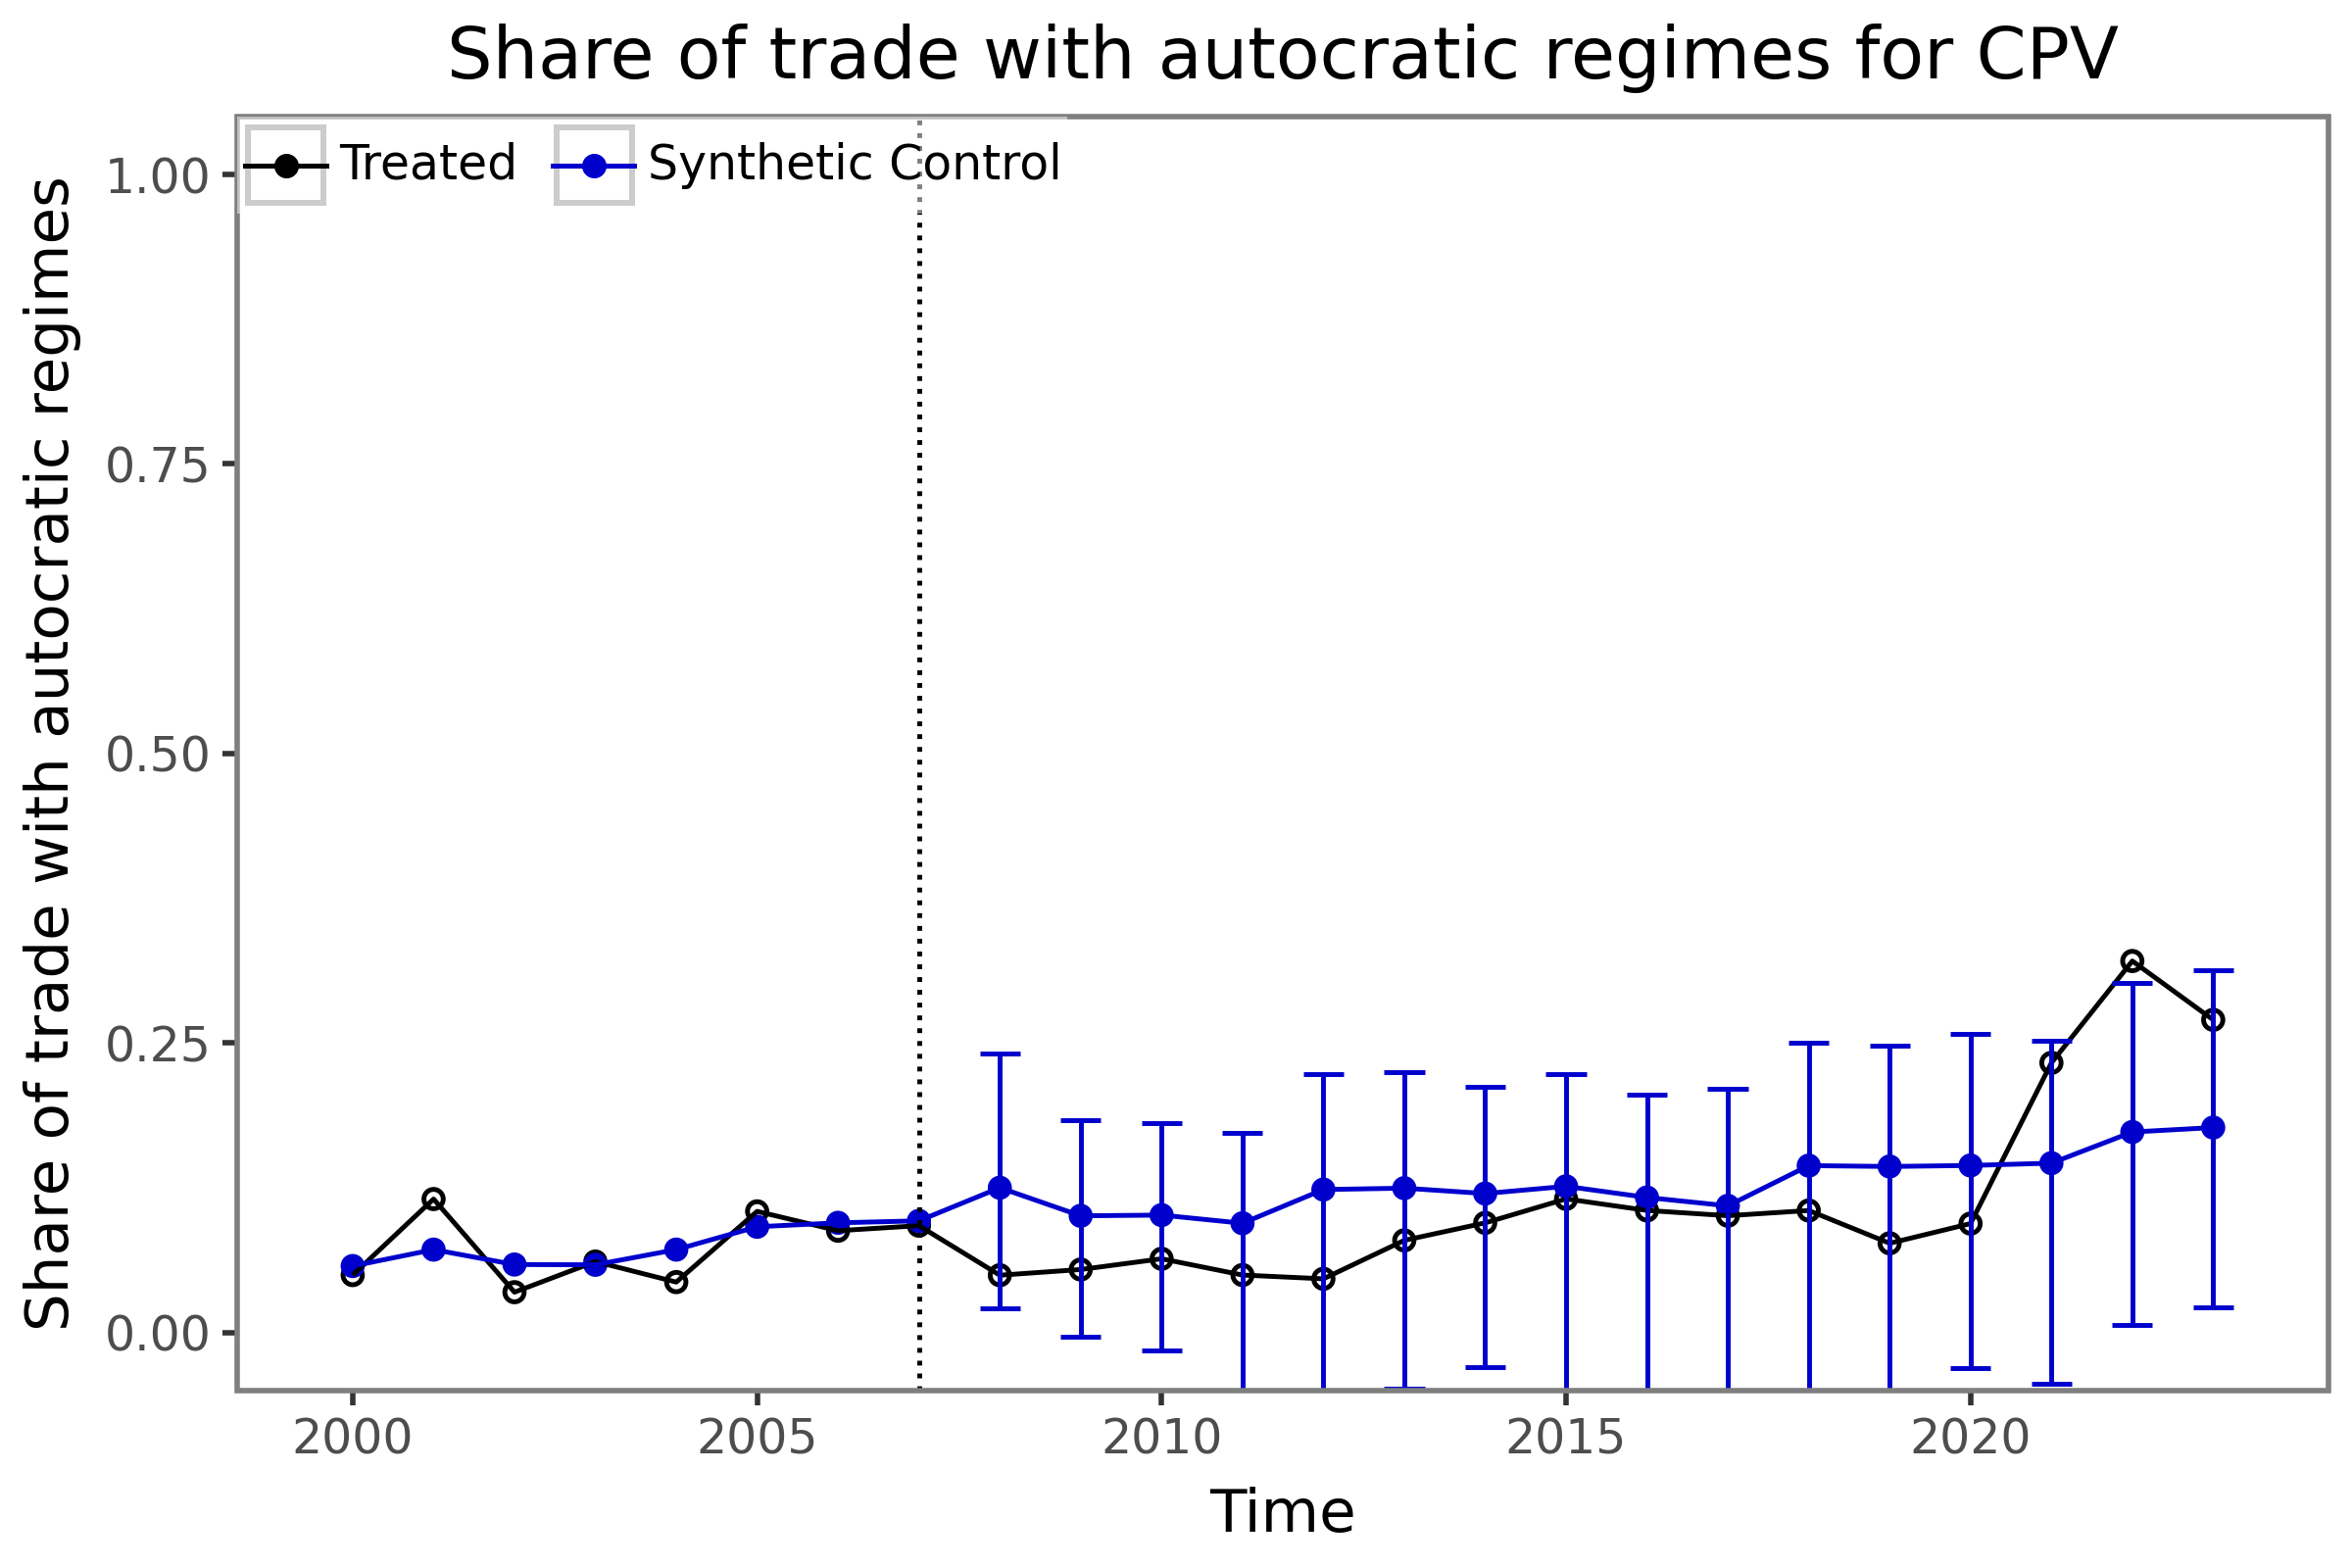 Share of trade with autocratic regimes for CPV
Treated
Synthetic Control
Share of trade with autocratic regimes
1.00
0.75
0.50
0.25
0.00
2000
2005
2010
2015
2020
Time